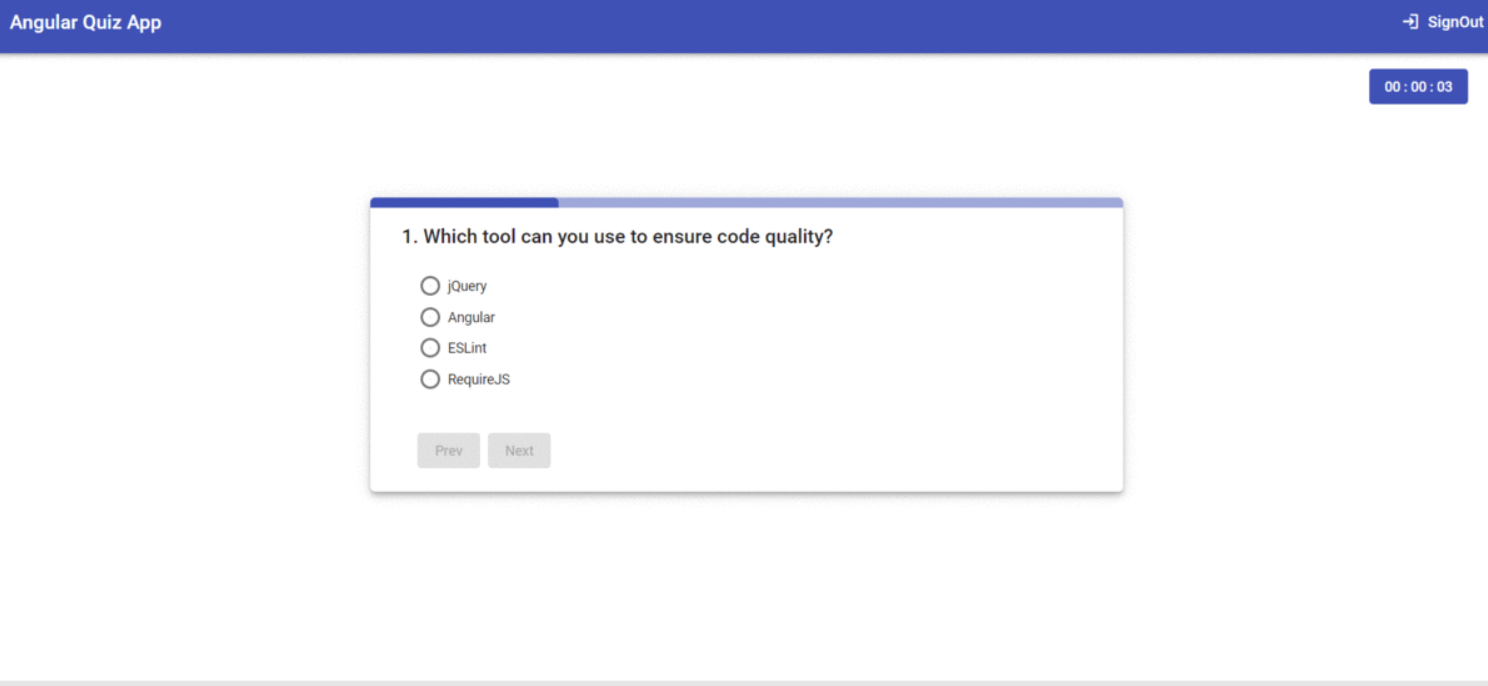 Angular Quiz App
SignOut
00 : 00 : 03
1. Which tool can you use to ensure code quality?
jQuery
Angular
ESLint
RequireJS
Prev Next